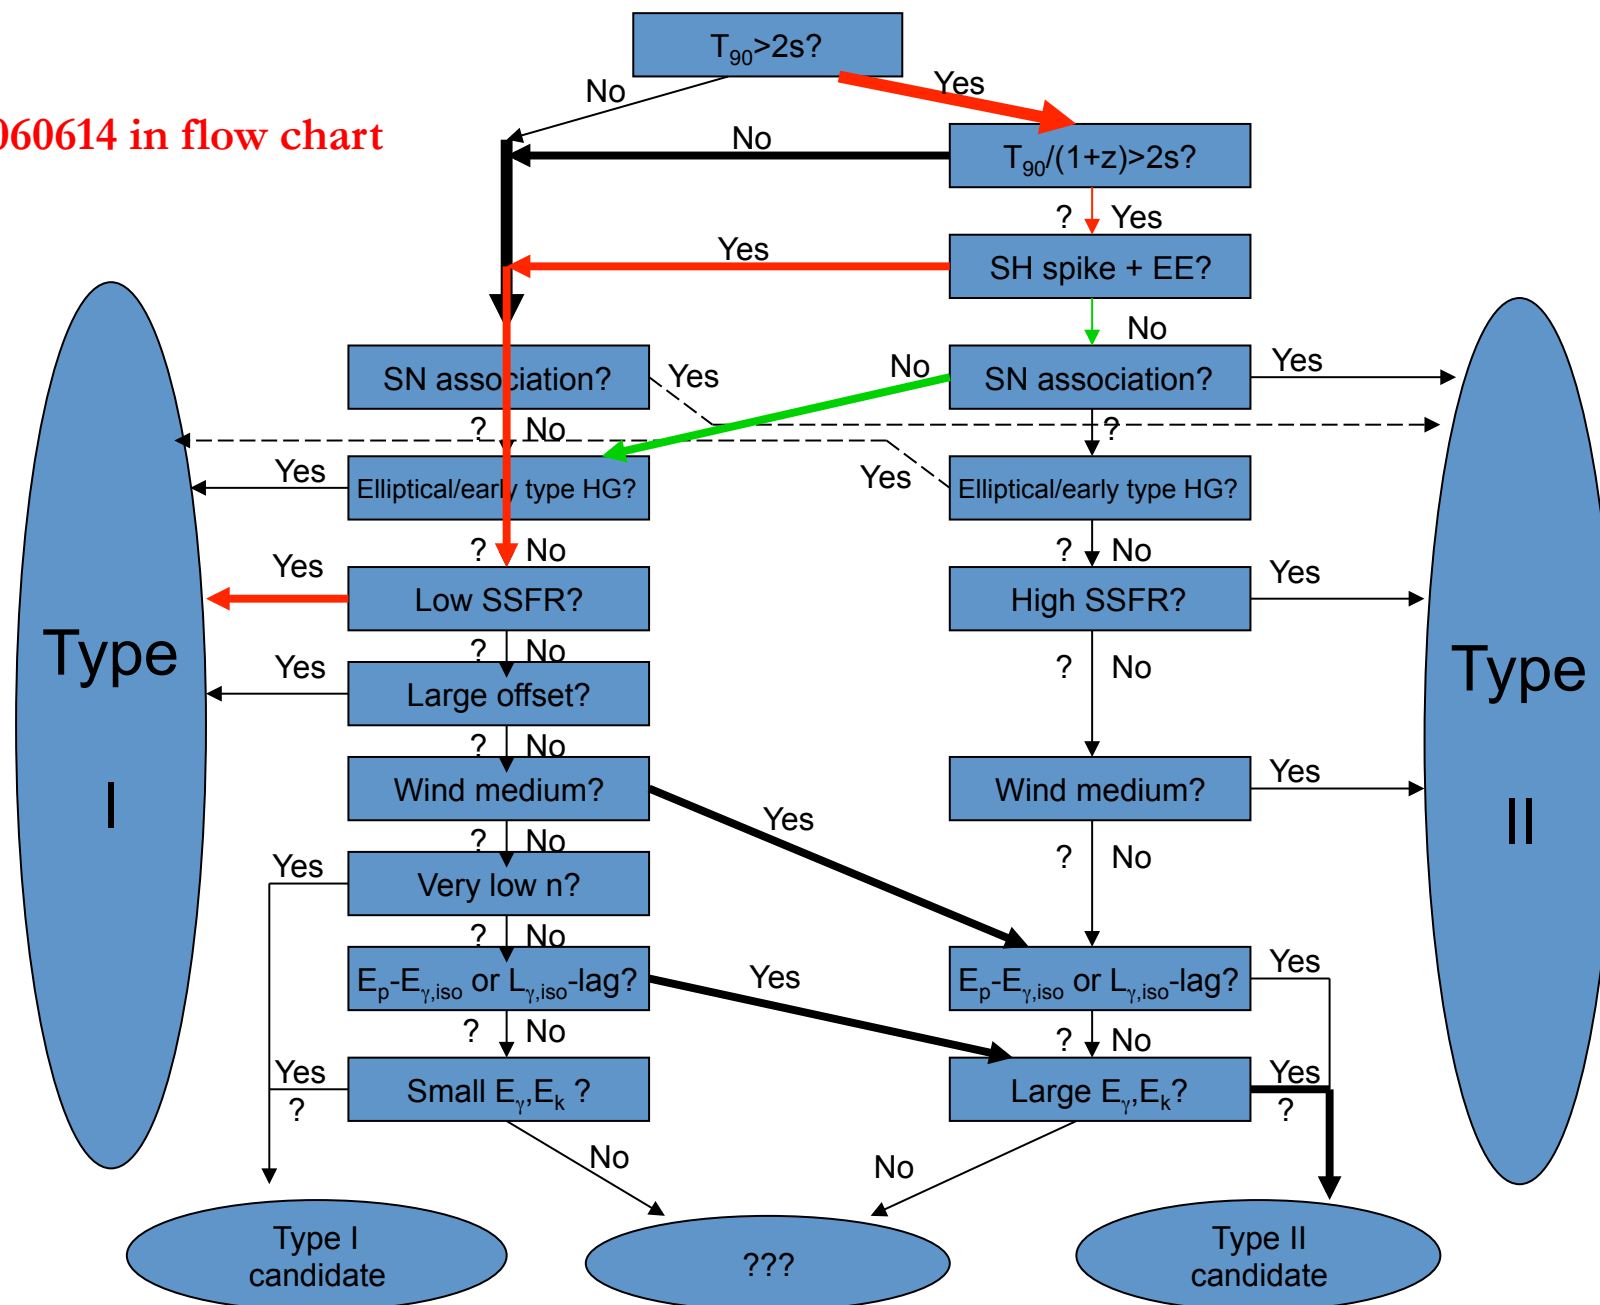 T90>2s?
No
Yes
060614 in flow chart
No
T90/(1+z)>2s?
? Yes
Yes
SH spike + EE?
No
SN association?
Yes
No
SN association?
Yes
? No
?
Yes
Elliptical/early type HG?
Yes
Elliptical/early type HG?
? No
? No
Yes
Low SSFR?
High SSFR?
Yes
Type
I
Type
II
? No
? No
Yes
Large offset?
? No
Wind medium?
Yes
Wind medium?
Yes
? No
? No
Yes
Very low n?
? No
Ep-Eγ,iso or Lγ,iso-lag?
Yes
Ep-Eγ,iso or Lγ,iso-lag?
Yes
? No
? No
Yes
?
Small Eγ,Ek ?
Large Eγ,Ek?
Yes
?
No
No
Type I
candidate
???
Type II
candidate